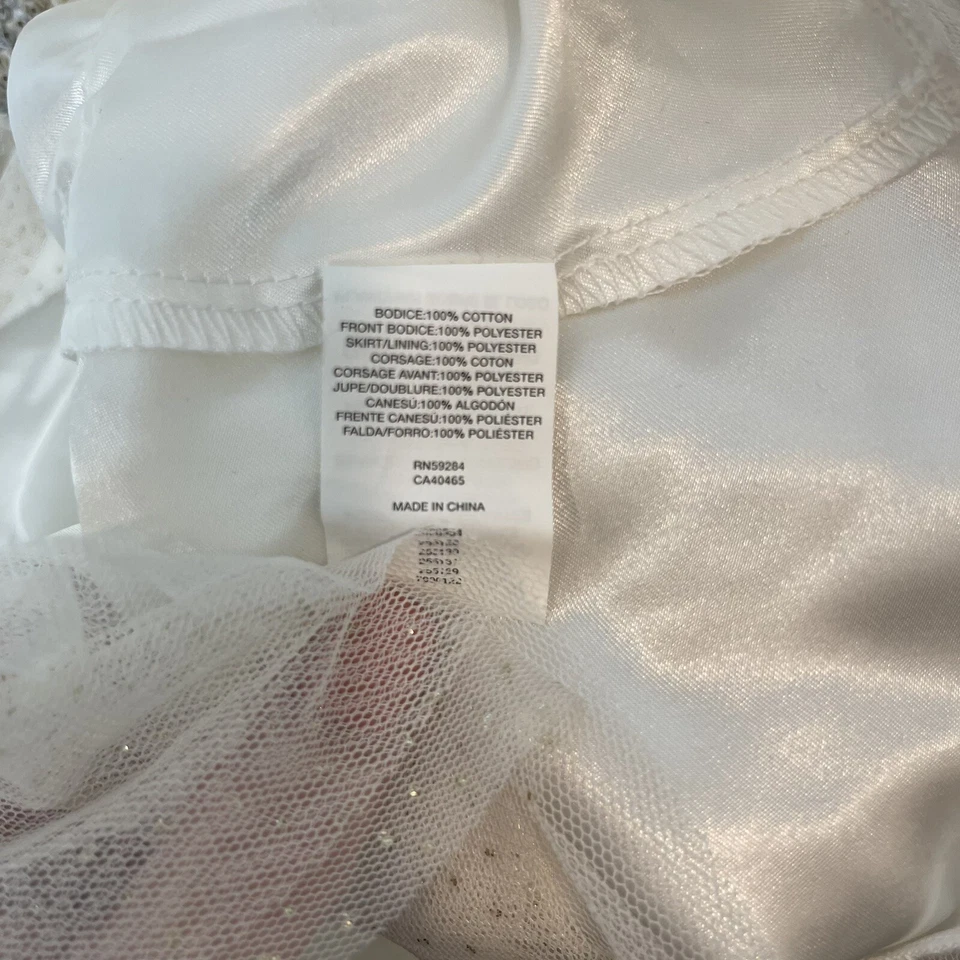 BODICE:100% COTTON
FRONT BODICE:100% POLYESTER
SKIRT/LINING:100% POLYESTER
CORSAGE:100% COTON
CORSAGE AVANT:100% POLYESTER
JUPE/DOUBLURE:100% POLYESTER
CANESÚ:100% ALGODÓN
FRENTE CANESÚ:100% POLIÉSTER
FALDA/FORRO:100% POLIÉSTER
RN59284
CA40465
MADE IN CHINA